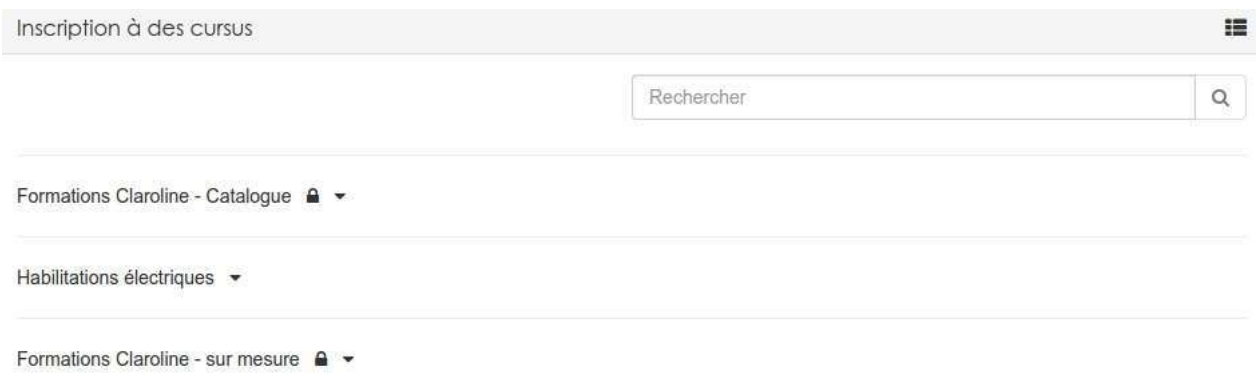 Inscription à des cursus
Rechercher
Formations Claroline - Catalogue
Habilitations électriques
Formations Claroline - sur mesure